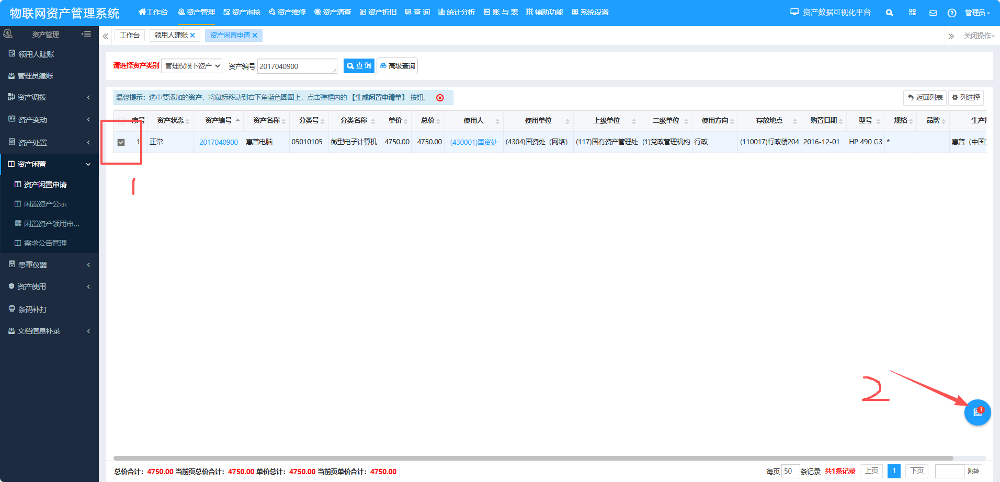 物联网资产管理系统
工作台 资产管理 资产审核 资产维修 资产清查 资产折旧 查 询 统计分析 账 与 表 辅助功能 系统设置
资产数据可视化平台 管理员
资产管理
领用人建账
管理员建账
资产调拨
资产变动
资产处置
资产闲置
资产闲置申请
闲置资产公示
闲置资产领用申...
需求公告管理
贵重仪器
资产使用
条码补打
文档信息补录
工作台 领用人建账 资产闲置申请 关闭操作
请选择资产类别 管理权限下资产 资产编号 2017040900 查 询 高级查询
温馨提示：选中要添加的资产，将鼠标移动到右下角蓝色圆圈上，点击弹框内的【生成闲置申请单】按钮。
返回列表 列选择
序号 资产状态 资产编号 资产名称 分类号 分类名称 单价 总价 使用人 使用单位 上级单位 二级单位 使用方向 存放地点 购置日期 型号 规格 品牌 生产
1 正常 2017040900 惠普电脑 05010105 微型电子计算机 4750.00 4750.00 (430001)国资处 (4304)国资处（网络） (117)国有资产管理处 (1)党政管理机构 行政 (110017)行政楼204 2016-12-01 HP 490 G3 * 惠普（中国）
1
2
1
总价合计：4750.00 当前页总价合计：4750.00 单价总计：4750.00 当前页单价合计：4750.00
每页 50 条记录 共1条记录 上页 1 下页 跳转